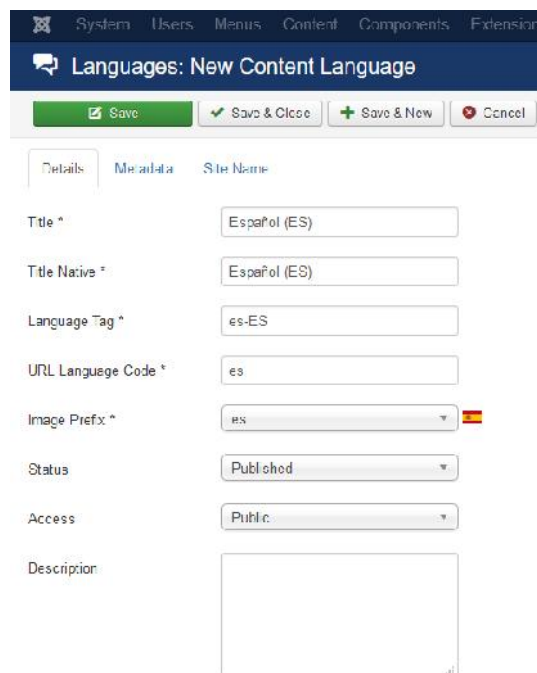 System Users Menus Content Components Extension
Languages: New Content Language
Save Save & Close Save & New Cancel
Details Metadata Site Name
Title * Español (ES)
Title Native * Español (ES)
Language Tag * es-ES
URL Language Code * es
Image Prefix * es
Status Published
Access Public
Description